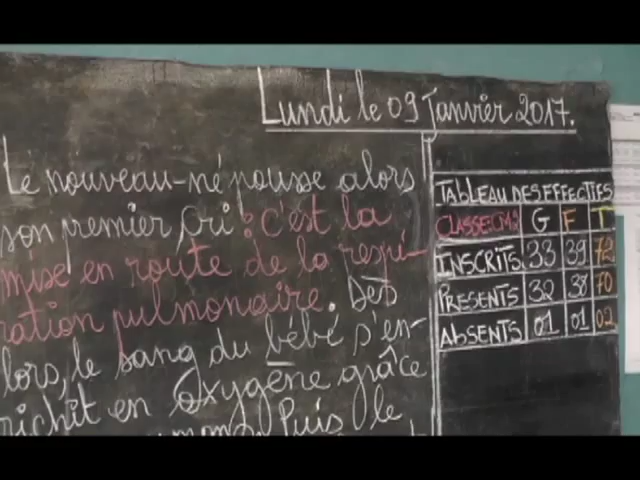 Lundi le 09 Janvier 2017.
Le nouveau-né pousse alors
son premier cri : c'est la
mise en route de la respi-
ration pulmonaire. Dès
lors, le sang du bébé s'en-
richit en oxygène grâce
Puis le
TABLEAU DES EFFECTIFS
CLASSE:CM2 G F T
INSCRITS 33 39 72
PRESENTS 32 38 70
ABSENTS 01 01 02